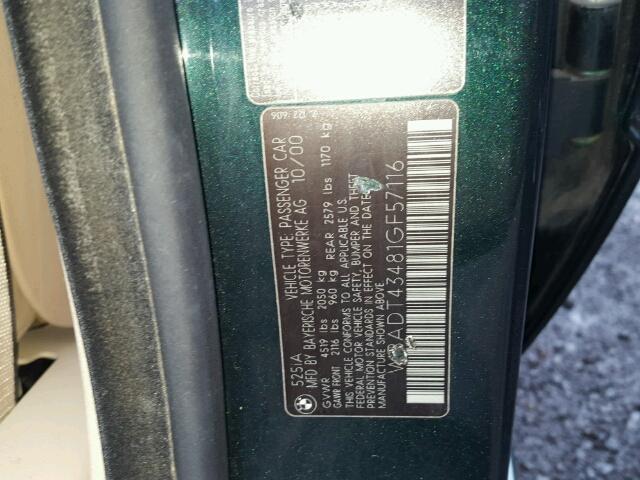 525iA
VEHICLE TYPE: PASSENGER CAR
MFD BY BAYERISCHE MOTORENWERKE AG 10/00
GVWR 4519 lbs 2050 kg
GAWR FRONT 2116 lbs 960 kg REAR 2579 lbs 1170 kg
THIS VEHICLE CONFORMS TO ALL APPLICABLE U.S.
FEDERAL MOTOR VEHICLE SAFETY, BUMPER AND THEFT
PREVENTION STANDARDS IN EFFECT ON THE DATE OF
MANUFACTURE SHOWN ABOVE
ADT43481GF57116